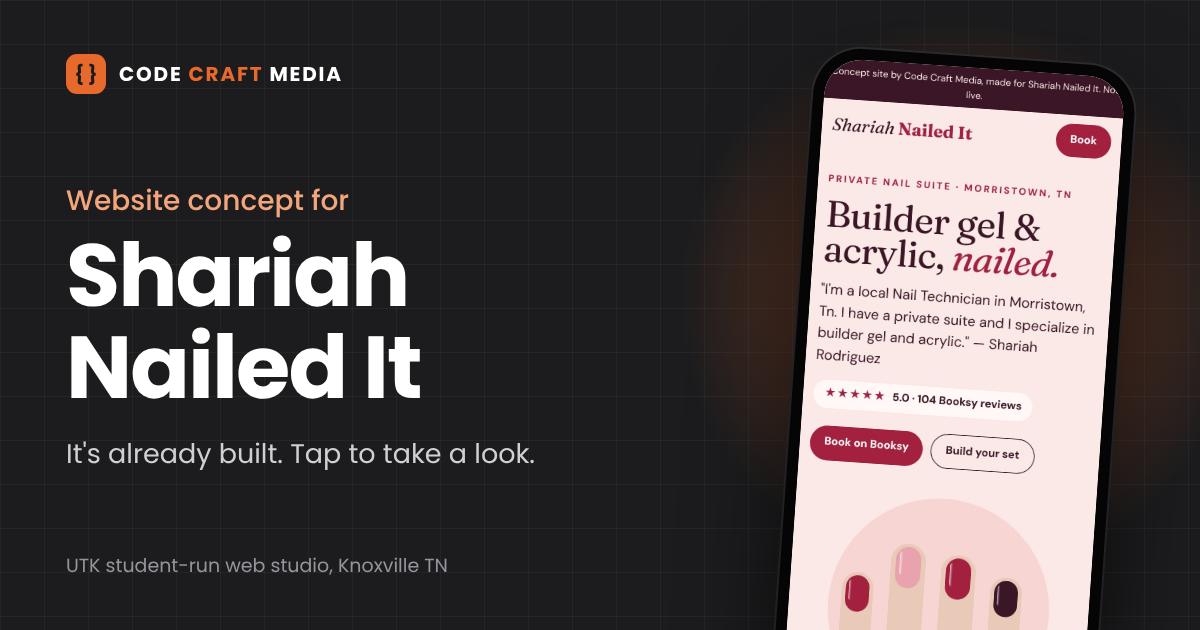 { } CODE CRAFT MEDIA
Website concept for
Shariah
Nailed It
It's already built. Tap to take a look.
UTK student-run web studio, Knoxville TN
Concept site by Code Craft Media, made for Shariah Nailed It.
live.
Shariah Nailed It
Book
PRIVATE NAIL SUITE · MORRISTOWN, TN
Builder gel &
acrylic, nailed.
"I'm a local Nail Technician in Morristown,
Tn. I have a private suite and I specialize in
builder gel and acrylic." — Shariah
Rodriguez
★★★★★ 5.0 · 104 Booksy reviews
Book on Booksy
Build your set